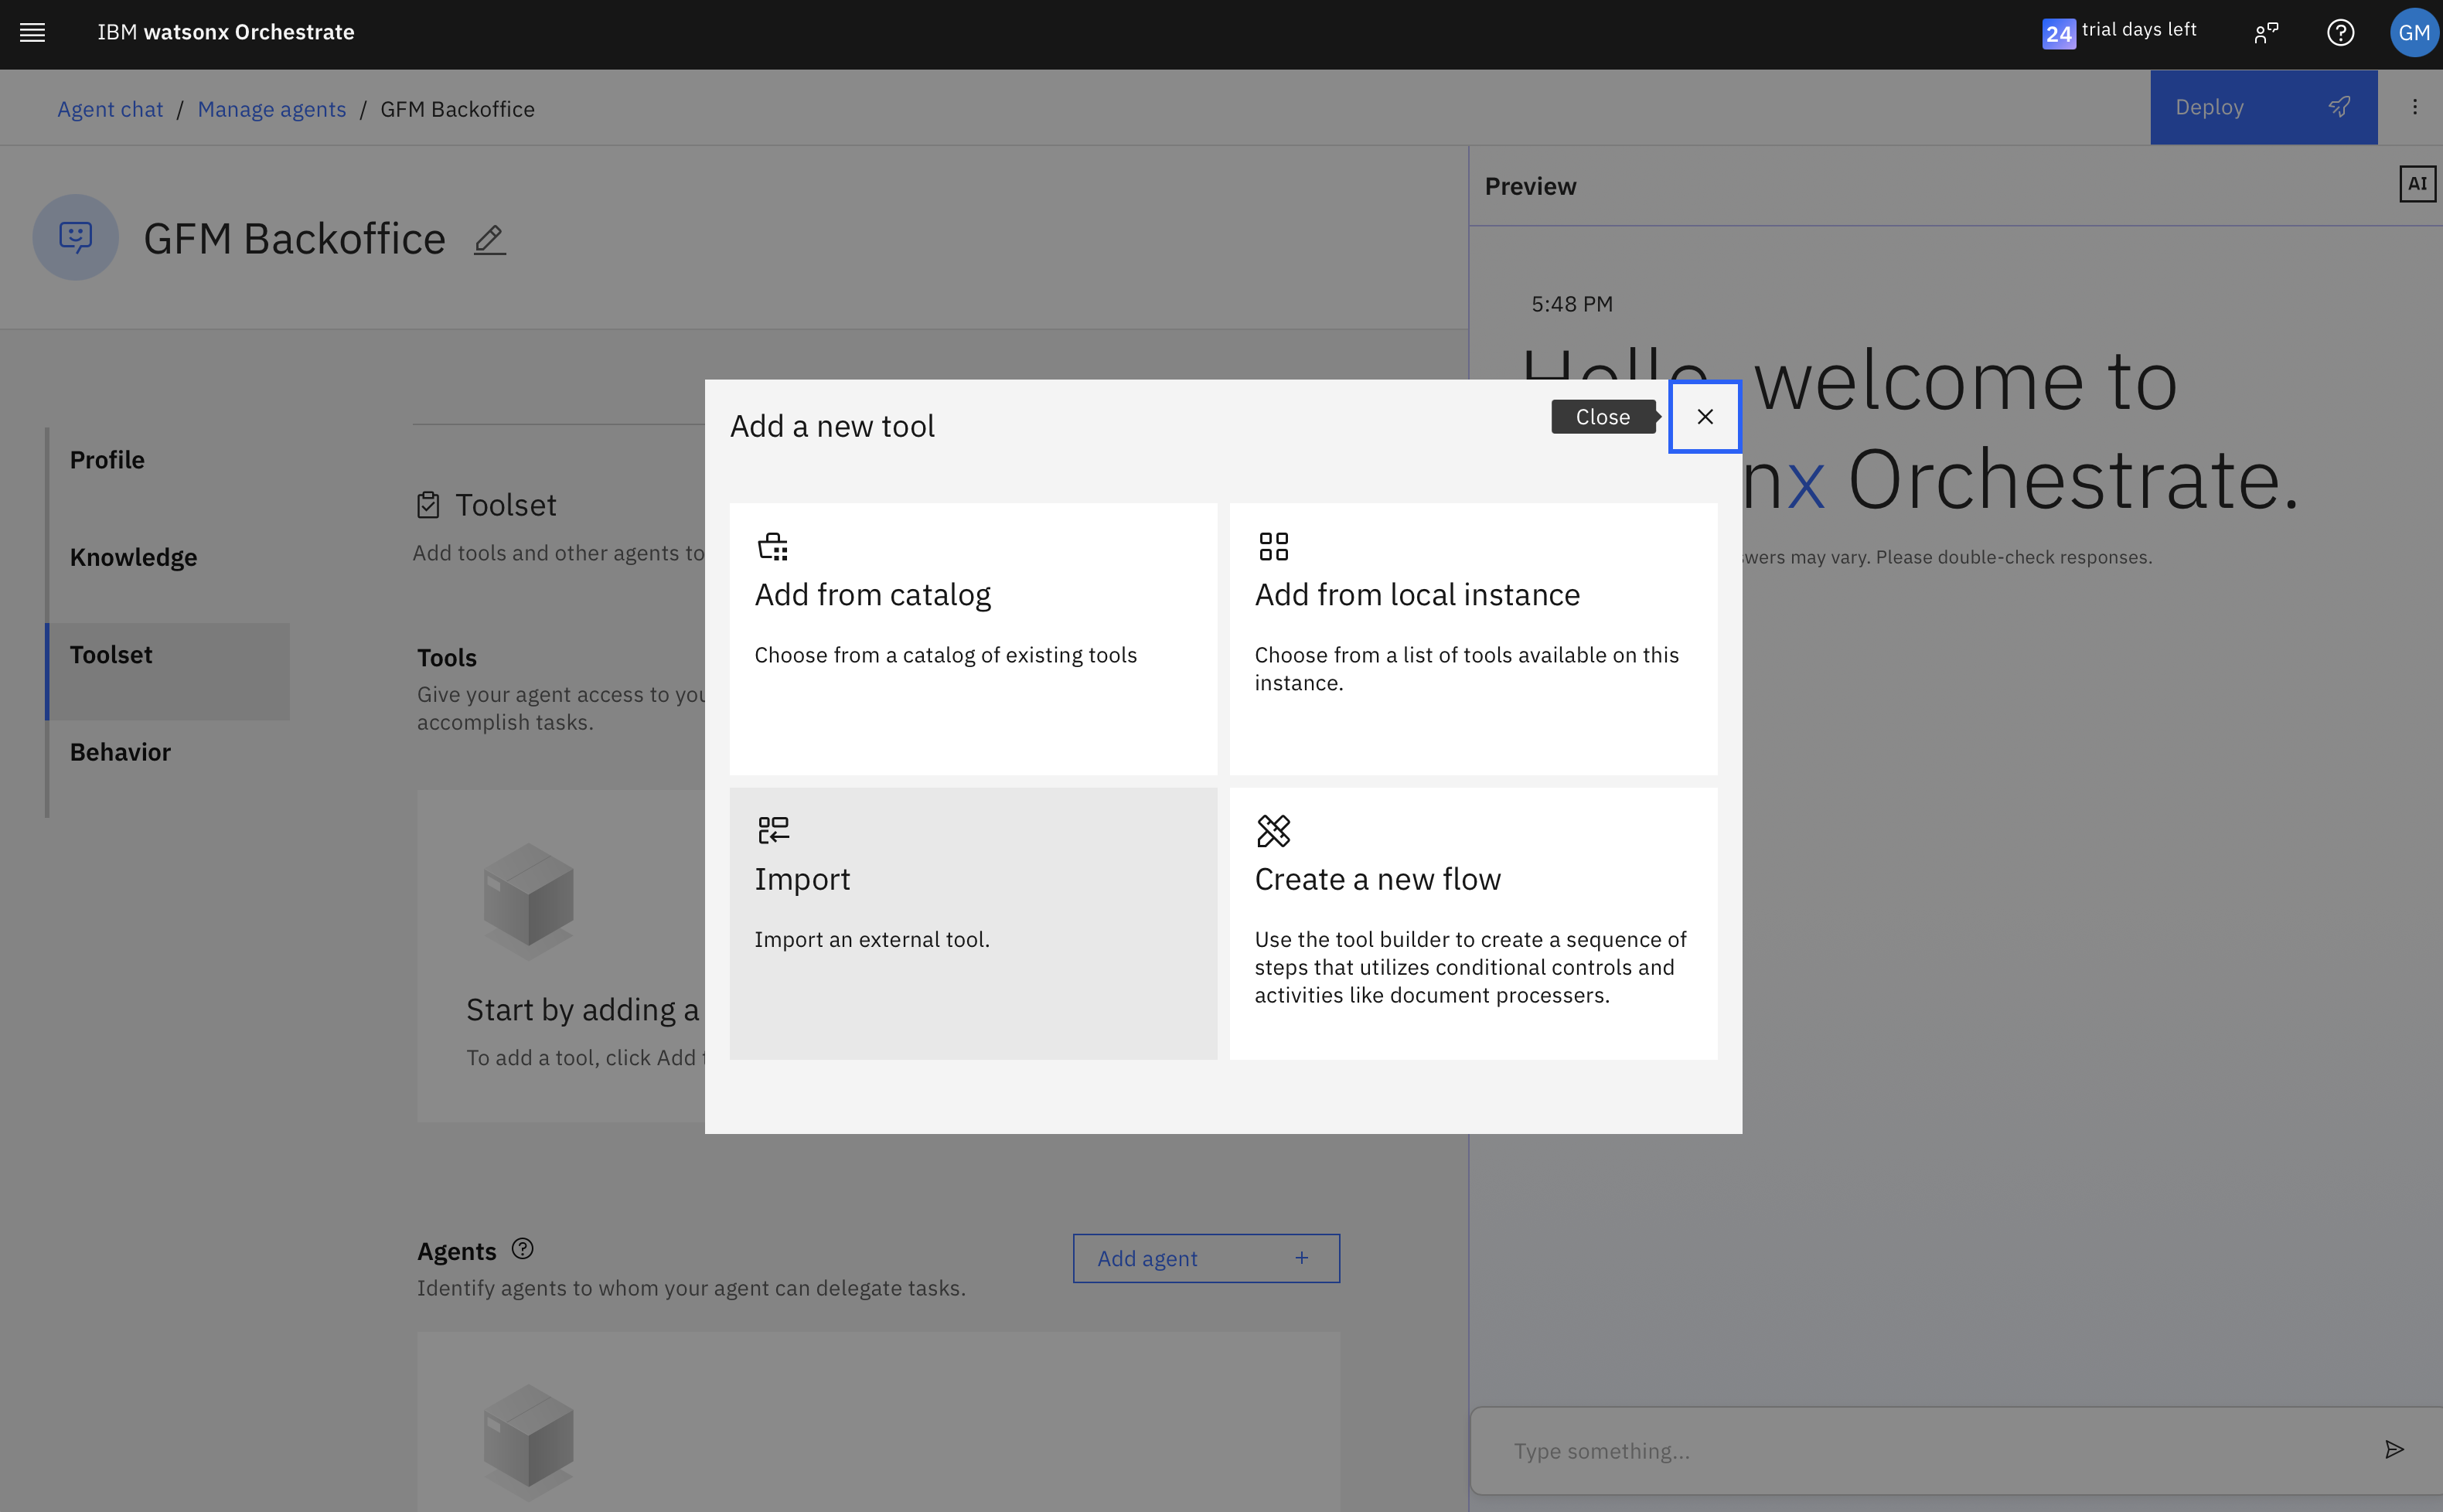 IBM watsonx Orchestrate
24 trial days left
GM
Agent chat / Manage agents / GFM Backoffice
Deploy
GFM Backoffice
Profile
Knowledge
Toolset
Behavior
Toolset
Add tools and other agents to
Tools
Give your agent access to
accomplish tasks.
Start by adding a
To add a tool, click Add
Agents
Identify agents to whom your agent can delegate tasks.
Add agent +
Add a new tool
Close
Add from catalog
Choose from a catalog of existing tools
Add from local instance
Choose from a list of tools available on this
instance.
Import
Import an external tool.
Create a new flow
Use the tool builder to create a sequence of
steps that utilizes conditional controls and
activities like document processers.
Preview
AI
5:48 PM
Hello, welcome to
x Orchestrate.
may vary. Please double-check responses.
Type something...